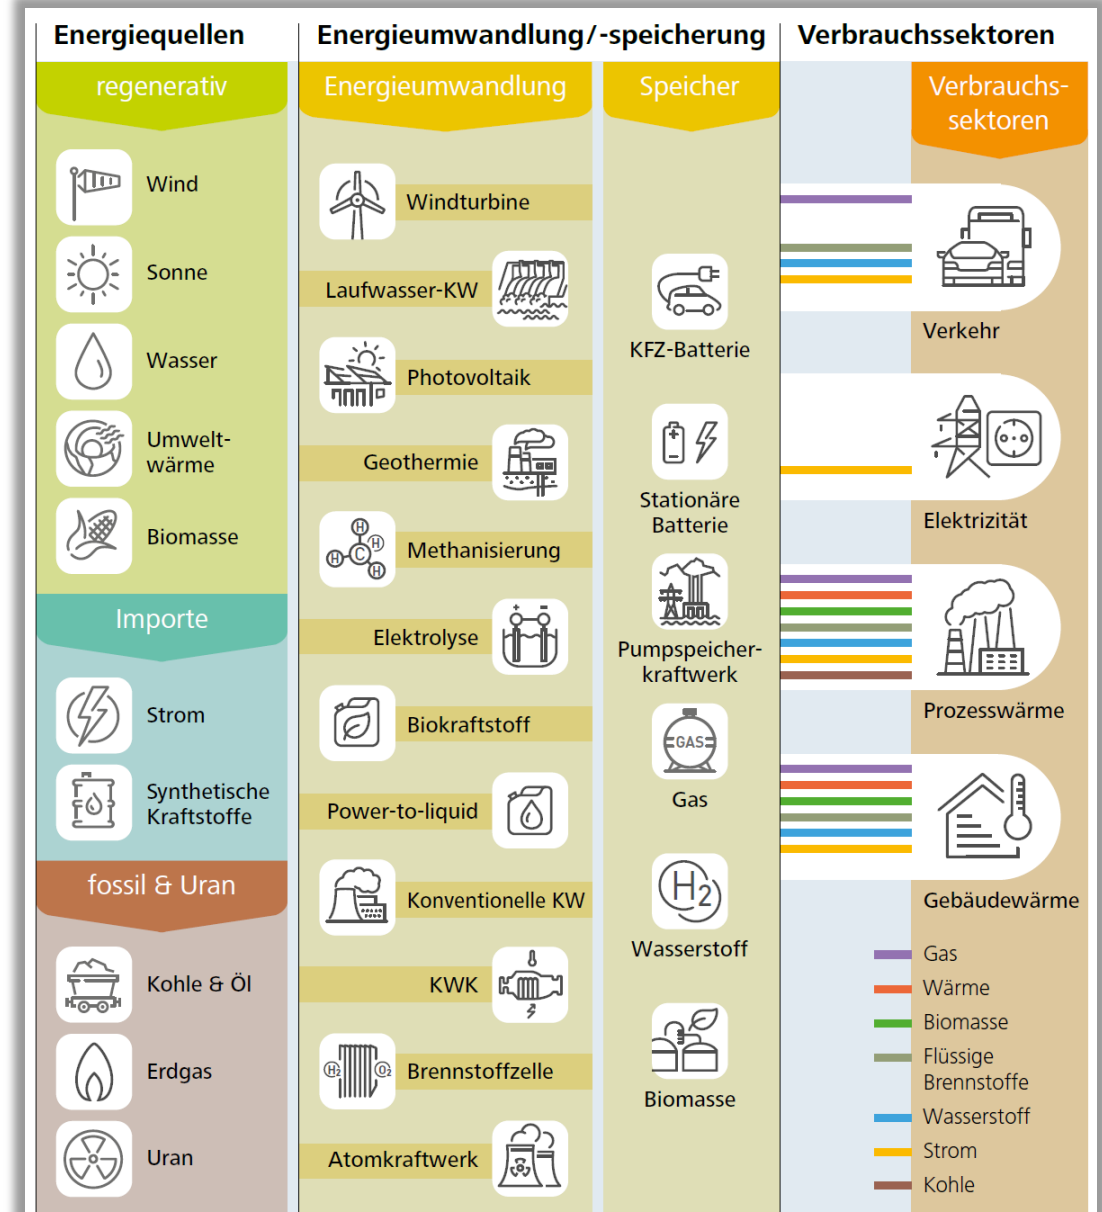 Energiequellen
Energieumwandlung/-speicherung
Verbrauchssektoren
regenerativ
Wind
Sonne
Wasser
Umwelt-
wärme
Biomasse
Importe
Strom
Synthetische
Kraftstoffe
fossil & Uran
Kohle & Öl
Erdgas
Uran
Energieumwandlung
Windturbine
Laufwasser-KW
Photovoltaik
Geothermie
H
H
H
C
H
Methanisierung
+ -
Elektrolyse
Biokraftstoff
Power-to-liquid
Konventionelle KW
KWK
H2
O2
Brennstoffzelle
Atomkraftwerk
Speicher
KFZ-Batterie
+
-
Stationäre
Batterie
Pumpspeicher-
kraftwerk
GAS
Gas
H2
Wasserstoff
Biomasse
Verbrauchs-
sektoren
Verkehr
Elektrizität
Prozesswärme
Gebäudewärme
Gas
Wärme
Biomasse
Flüssige
Brennstoffe
Wasserstoff
Strom
Kohle